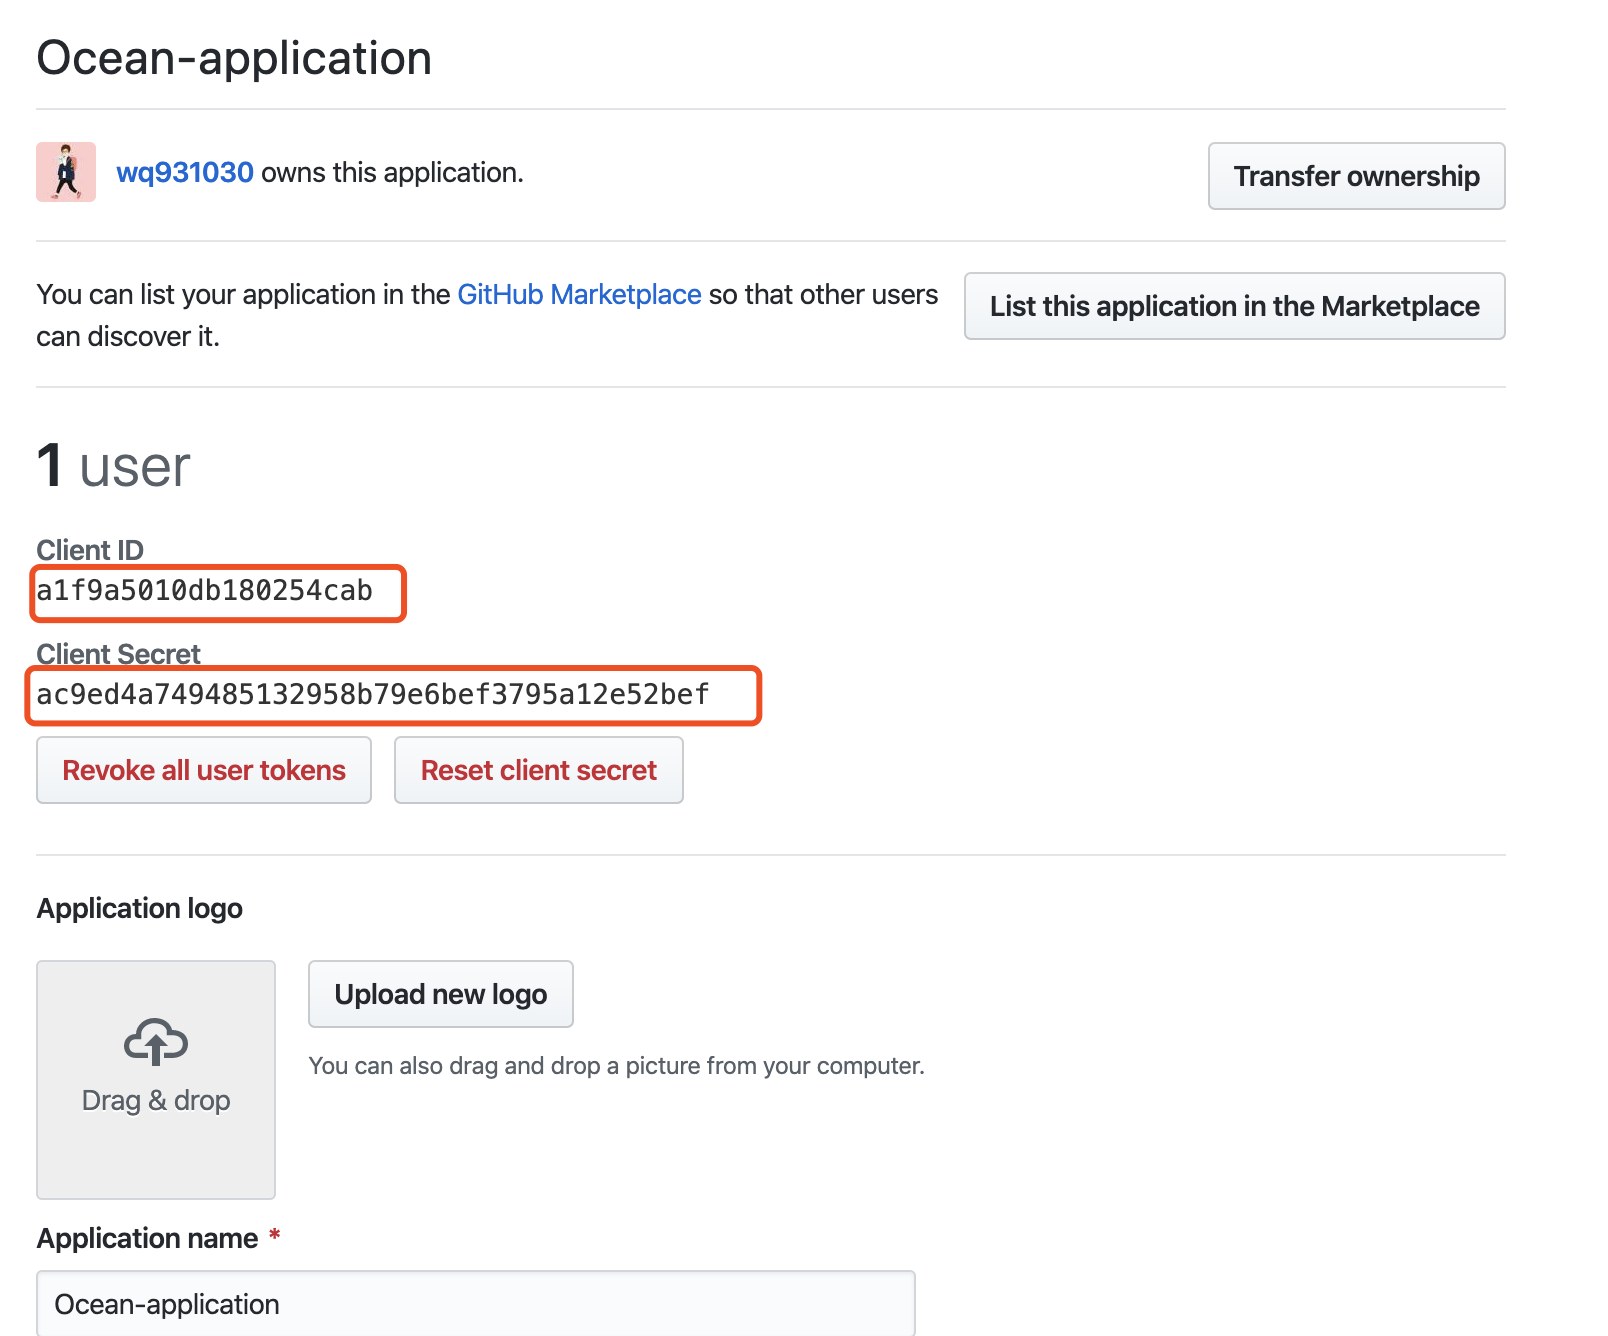 Ocean-application
wq931030 owns this application.
Transfer ownership
You can list your application in the GitHub Marketplace so that other users
can discover it.
List this application in the Marketplace
1 user
Client ID
a1f9a5010db180254cab
Client Secret
ac9ed4a749485132958b79e6bef3795a12e52bef
Revoke all user tokens
Reset client secret
Application logo
Drag & drop
Upload new logo
You can also drag and drop a picture from your computer.
Application name *
Ocean-application